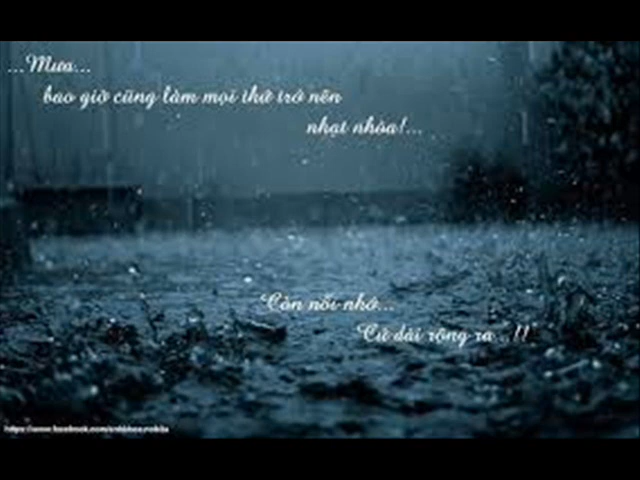 ...Mưa...
bao giờ cũng làm mọi thứ trở nên
nhạt nhòa!...
Còn nỗi nhớ...
Cứ dài rộng ra...!!